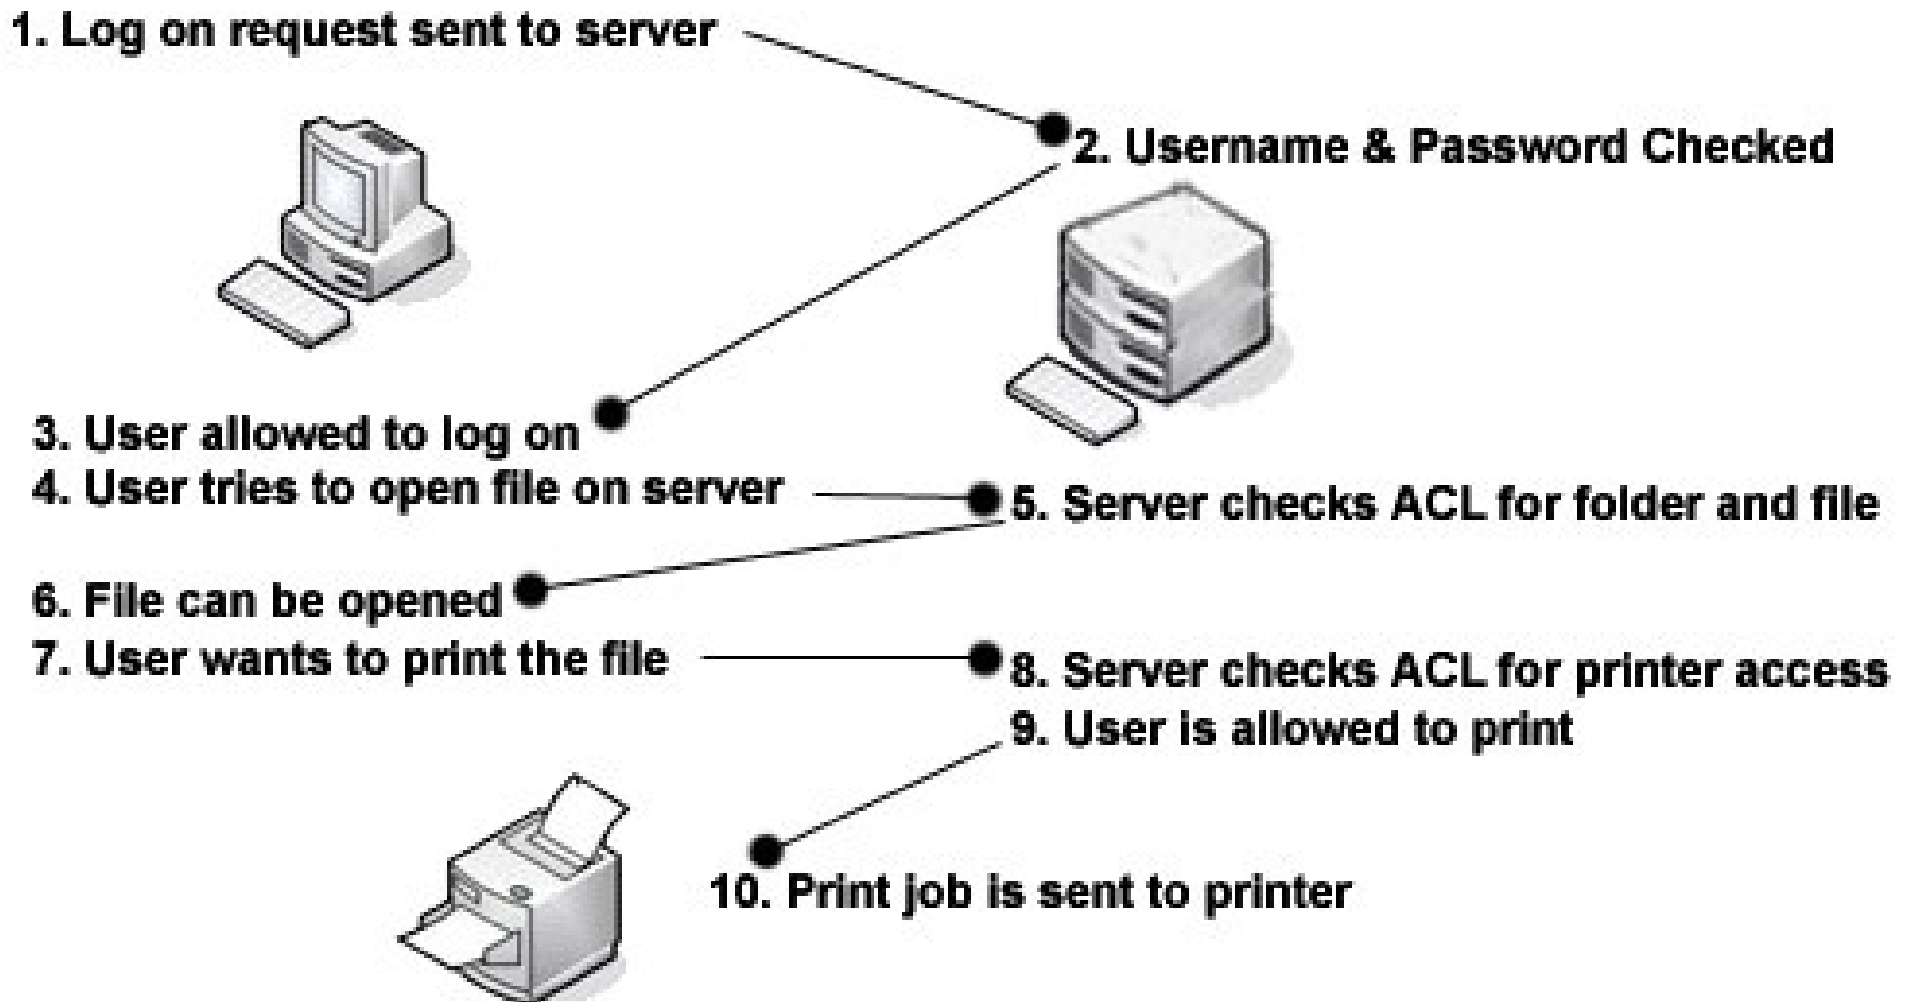 1. Log on request sent to server
2. Username & Password Checked
3. User allowed to log on
4. User tries to open file on server
5. Server checks ACL for folder and file
6. File can be opened
7. User wants to print the file
8. Server checks ACL for printer access
9. User is allowed to print
10. Print job is sent to printer